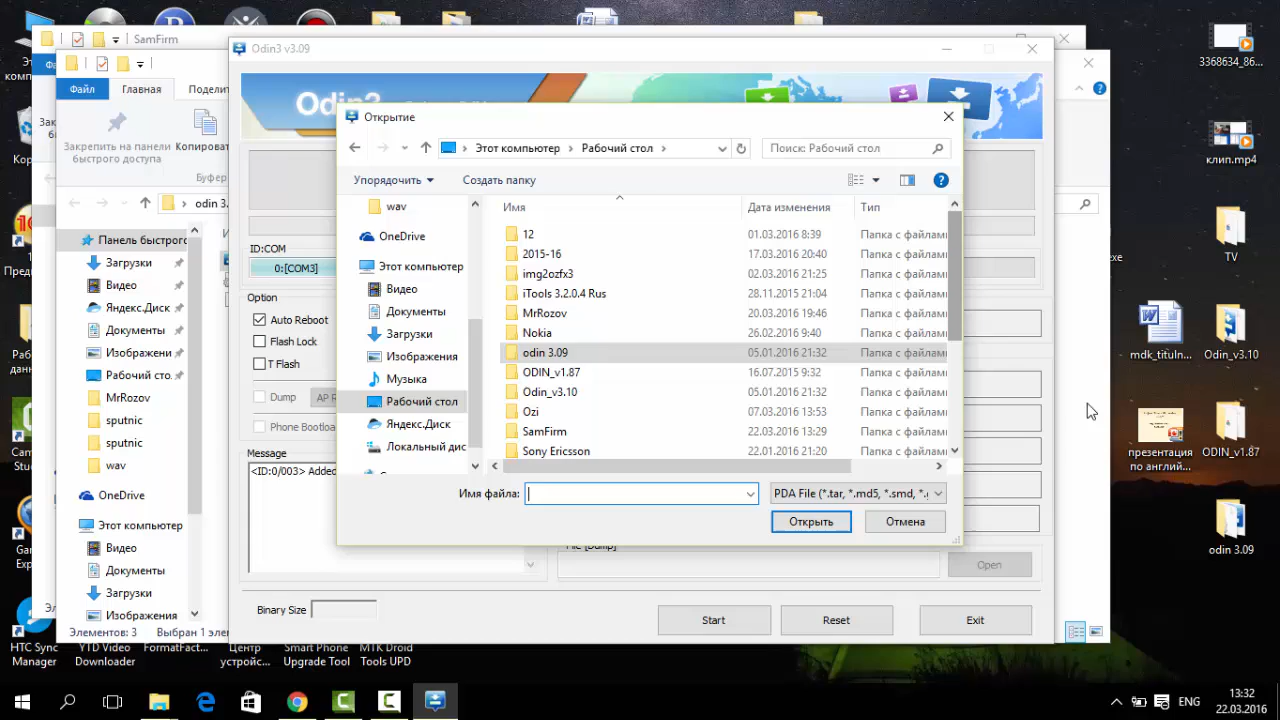 SamFirm
Odin3 v3.09
3368634_86...
Файл
Главная
Odin3
Открытие
Закрепить на панели
быстрого доступа
Буфер
Этот компьютер
Рабочий стол
Поиск: Рабочий стол
клип.mp4
Упорядочить
Создать папку
odin 3.
wav
Имя
Дата изменения
Тип
OneDrive
12
01.03.2016 8:39
Папка с файлами
2015-16
17.03.2016 20:40
Папка с файлами
Этот компьютер
img2ozfx3
02.03.2016 21:25
Папка с файлами
Видео
iTools 3.2.0.4 Rus
28.11.2015 21:04
Папка с файлами
Документы
MrRozov
20.03.2016 19:46
Папка с файлами
Загрузки
Nokia
26.02.2016 9:40
Папка с файлами
Изображения
odin 3.09
05.01.2016 21:32
Папка с файлами
Музыка
ODIN_v1.87
16.07.2015 9:32
Папка с файлами
Рабочий стол
Odin_v3.10
05.01.2016 21:32
Папка с файлами
Яндекс.Диск
Ozi
07.03.2016 13:53
Папка с файлами
Локальный дис
SamFirm
22.03.2016 13:29
Папка с файлами
Sony Ericsson
22.01.2016 21:20
Папка с файлами
Имя файла:
PDA File (*.tar, *.md5, *.smd, *.g
Открыть
Отмена
ID:COM
0:[COM3]
Option
Auto Reboot
Flash Lock
T Flash
Dump
Phone Bootloa
Message
<ID:0/003> Added
File [Dump]
Open
Binary Size
Start
Reset
Exit
Загрузки
Видео
Яндекс.Диск
Документы
Изображени
Рабочий сто.
MrRozov
sputnic
sputnic
wav
OneDrive
Этот компьютер
Видео
Документы
Загрузки
Изображения
Элементов: 3
Выбран 1 эле
TV
mdk_tituln...
Odin_v3.10
презентация
по англий...
ODIN_v1.87
odin 3.09
HTC Sync
Manager
YTD Video
Downloader
FormatFact...
Центр
устройс...
Smart Phone
Upgrade Tool
MTK Droid
Tools UPD
ENG
13:32
22.03.2016